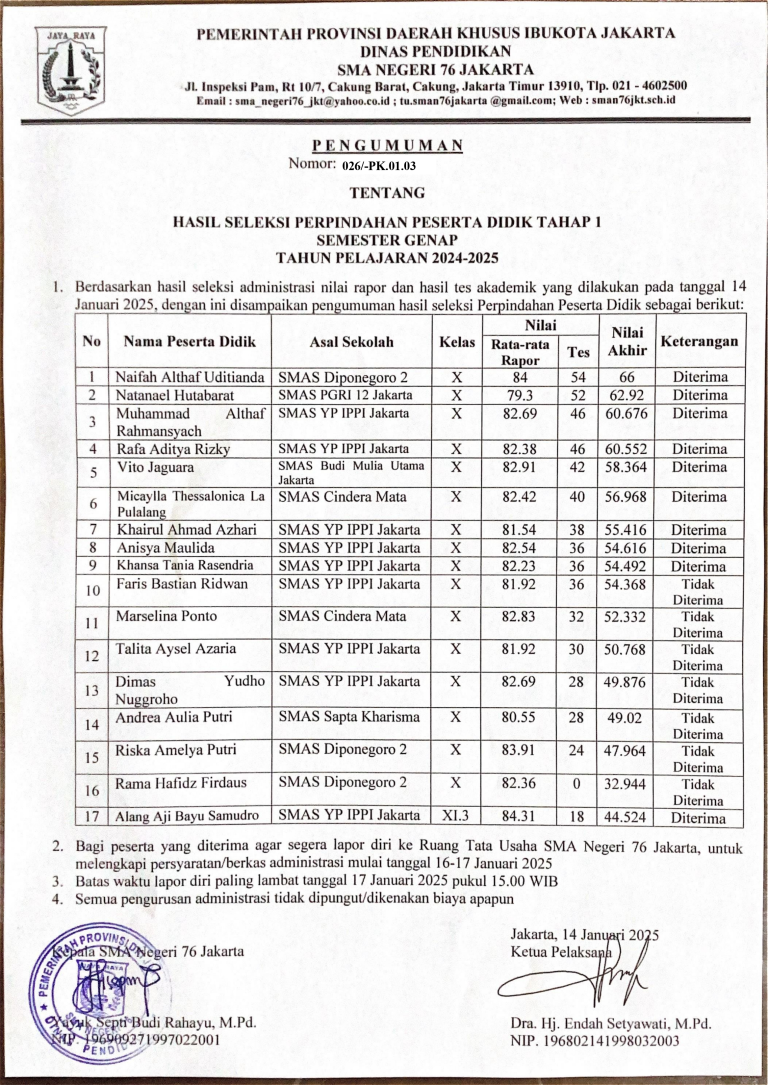 JAYA RAYA
PEMERINTAH PROVINSI DAERAH KHUSUS IBUKOTA JAKARTA
DINAS PENDIDIKAN
SMA NEGERI 76 JAKARTA
Jl. Inspeksi Pam, Rt 10/7, Cakung Barat, Cakung, Jakarta Timur 13910, Tlp. 021 - 4602500
Email : sma_negeri76_jkt@yahoo.co.id ; tu.sman76jakarta @gmail.com; Web : sman76jkt.sch.id
PENGUMUMAN
Nomor: 026/-PK.01.03
TENTANG
HASIL SELEKSI PERPINDAHAN PESERTA DIDIK TAHAP 1
SEMESTER GENAP
TAHUN PELAJARAN 2024-2025
1. Berdasarkan hasil seleksi administrasi nilai rapor dan hasil tes akademik yang dilakukan pada tanggal 14
Januari 2025, dengan ini disampaikan pengumuman hasil seleksi Perpindahan Peserta Didik sebagai berikut:
No Nama Peserta Didik Asal Sekolah Kelas Nilai Nilai Akhir Keterangan
Rata-rata Rapor Tes
1 Naifah Althaf Uditianda SMAS Diponegoro 2 X 84 54 66 Diterima
2 Natanael Hutabarat SMAS PGRI 12 Jakarta X 79.3 52 62.92 Diterima
3 Muhammad Althaf Rahmansyach SMAS YP IPPI Jakarta X 82.69 46 60.676 Diterima
4 Rafa Aditya Rizky SMAS YP IPPI Jakarta X 82.38 46 60.552 Diterima
5 Vito Jaguara SMAS Budi Mulia Utama Jakarta X 82.91 42 58.364 Diterima
6 Micaylla Thessalonica La Pulalang SMAS Cindera Mata X 82.42 40 56.968 Diterima
7 Khairul Ahmad Azhari SMAS YP IPPI Jakarta X 81.54 38 55.416 Diterima
8 Anisya Maulida SMAS YP IPPI Jakarta X 82.54 36 54.616 Diterima
9 Khansa Tania Rasendria SMAS YP IPPI Jakarta X 82.23 36 54.492 Diterima
10 Faris Bastian Ridwan SMAS YP IPPI Jakarta X 81.92 36 54.368 Tidak Diterima
11 Marselina Ponto SMAS Cindera Mata X 82.83 32 52.332 Tidak Diterima
12 Talita Aysel Azaria SMAS YP IPPI Jakarta X 81.92 30 50.768 Tidak Diterima
13 Dimas Yudho Nuggroho SMAS YP IPPI Jakarta X 82.69 28 49.876 Tidak Diterima
14 Andrea Aulia Putri SMAS Sapta Kharisma X 80.55 28 49.02 Tidak Diterima
15 Riska Amelya Putri SMAS Diponegoro 2 X 83.91 24 47.964 Tidak Diterima
16 Rama Hafidz Firdaus SMAS Diponegoro 2 X 82.36 0 32.944 Tidak Diterima
17 Alang Aji Bayu Samudro SMAS YP IPPI Jakarta XI.3 84.31 18 44.524 Diterima
2. Bagi peserta yang diterima agar segera lapor diri ke Ruang Tata Usaha SMA Negeri 76 Jakarta, untuk
melengkapi persyaratan/berkas administrasi mulai tanggal 16-17 Januari 2025
3. Batas waktu lapor diri paling lambat tanggal 17 Januari 2025 pukul 15.00 WIB
4. Semua pengurusan administrasi tidak dipungut/dikenakan biaya apapun
Jakarta, 14 Januari 2025
Kepala SMA Negeri 76 Jakarta
Ketua Pelaksana
Septi Budi Rahayu, M.Pd.
NIP. 196909271997022001
Dra. Hj. Endah Setyawati, M.Pd.
NIP. 196802141998032003